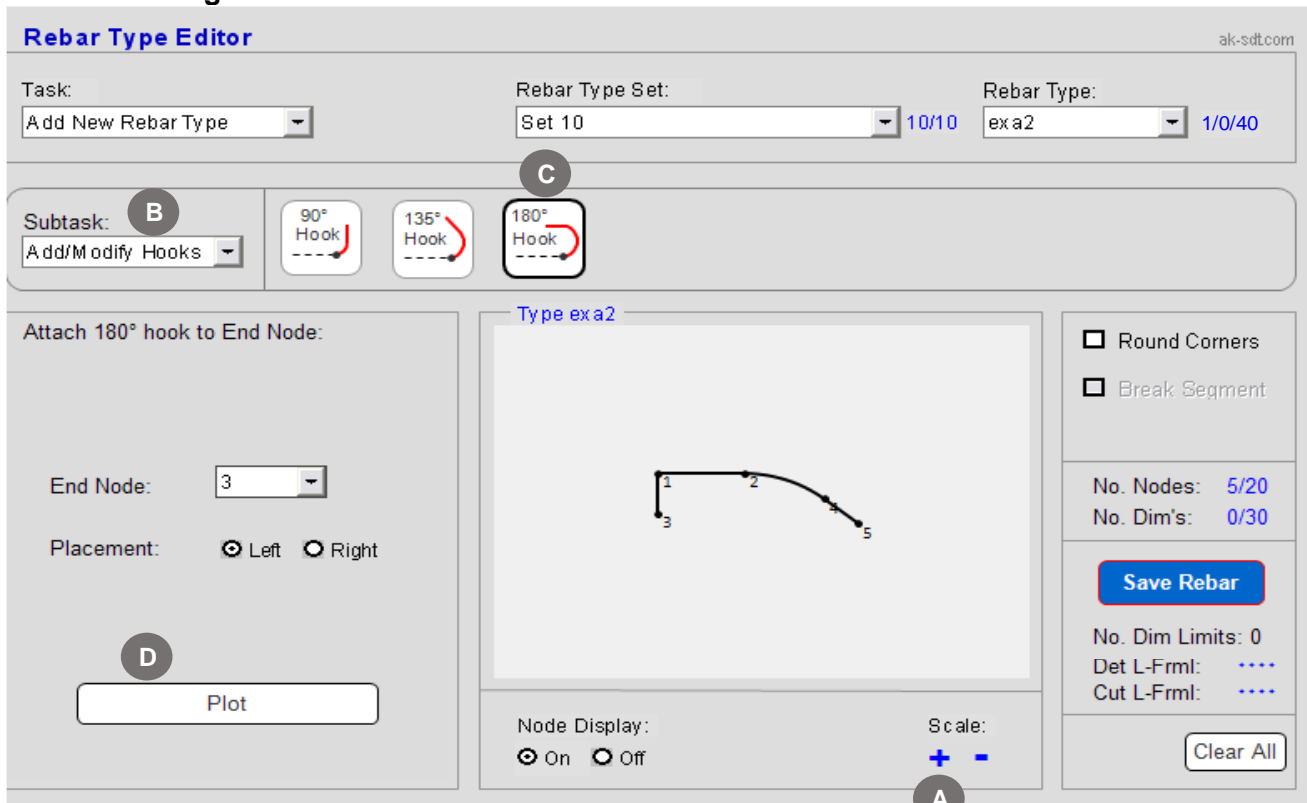 Rebar Type Editor
ak-sdt.com
Task:
Add New Rebar Type
Rebar Type Set:
Set 10
10/10
Rebar Type:
exa2
1/0/40
Subtask:
B
Add/Modify Hooks
90°
Hook
135°
Hook
C
180°
Hook
Attach 180° hook to End Node:
End Node:
3
Placement:
Left
Right
D
Plot
Type exa2
1
2
3
4
5
Node Display:
On
Off
Scale:
+ -
A
Round Corners
Break Segment
No. Nodes: 5/20
No. Dim's: 0/30
Save Rebar
No. Dim Limits: 0
Det L-Frml: ····
Cut L-Frml: ····
Clear All